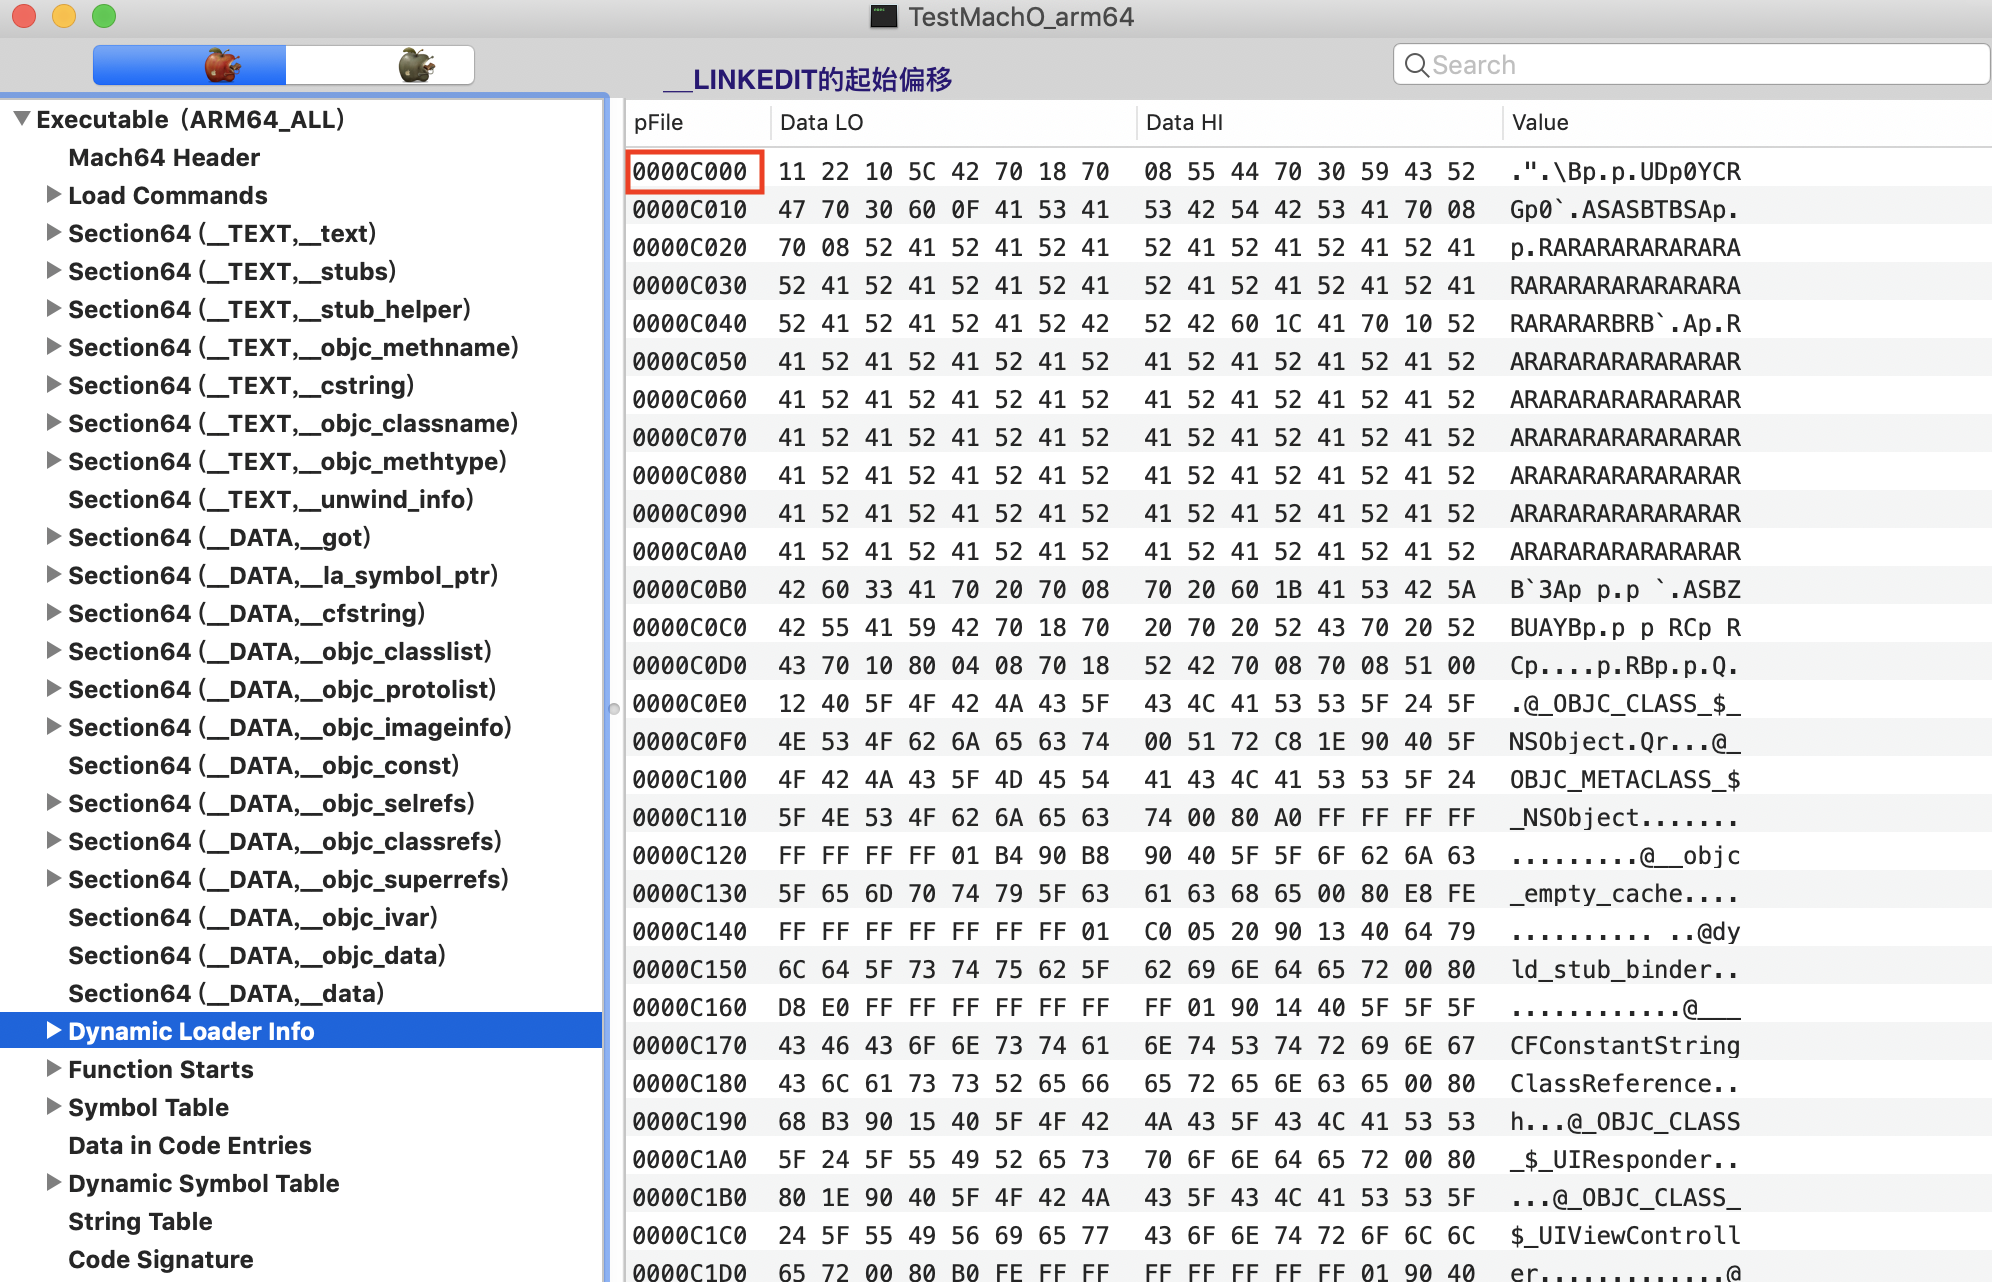 TestMachO_arm64
__LINKEDIT的起始偏移
Search
Executable (ARM64_ALL)
Mach64 Header
Load Commands
Section64 (__TEXT,__text)
Section64 (__TEXT,__stubs)
Section64 (__TEXT,__stub_helper)
Section64 (__TEXT,__objc_methname)
Section64 (__TEXT,__cstring)
Section64 (__TEXT,__objc_classname)
Section64 (__TEXT,__objc_methtype)
Section64 (__TEXT,__unwind_info)
Section64 (__DATA,__got)
Section64 (__DATA,__la_symbol_ptr)
Section64 (__DATA,__cfstring)
Section64 (__DATA,__objc_classlist)
Section64 (__DATA,__objc_protolist)
Section64 (__DATA,__objc_imageinfo)
Section64 (__DATA,__objc_const)
Section64 (__DATA,__objc_selrefs)
Section64 (__DATA,__objc_classrefs)
Section64 (__DATA,__objc_superrefs)
Section64 (__DATA,__objc_ivar)
Section64 (__DATA,__objc_data)
Section64 (__DATA,__data)
Dynamic Loader Info
Function Starts
Symbol Table
Data in Code Entries
Dynamic Symbol Table
String Table
Code Signature
pFile Data LO Data HI Value
0000C000 11 22 10 5C 42 70 18 70 08 55 44 70 30 59 43 52 .".\Bp.p.UDp0YCR
0000C010 47 70 30 60 0F 41 53 41 53 42 54 42 53 41 70 08 Gp0`.ASASBTBSAp.
0000C020 70 08 52 41 52 41 52 41 52 41 52 41 52 41 52 41 p.RARARARARARARA
0000C030 52 41 52 41 52 41 52 41 52 41 52 41 52 41 52 41 RARARARARARARARA
0000C040 52 41 52 41 52 41 52 42 52 42 60 1C 41 70 10 52 RARARARBRB`.Ap.R
0000C050 41 52 41 52 41 52 41 52 41 52 41 52 41 52 41 52 ARARARARARARARAR
0000C060 41 52 41 52 41 52 41 52 41 52 41 52 41 52 41 52 ARARARARARARARAR
0000C070 41 52 41 52 41 52 41 52 41 52 41 52 41 52 41 52 ARARARARARARARAR
0000C080 41 52 41 52 41 52 41 52 41 52 41 52 41 52 41 52 ARARARARARARARAR
0000C090 41 52 41 52 41 52 41 52 41 52 41 52 41 52 41 52 ARARARARARARARAR
0000C0A0 41 52 41 52 41 52 41 52 41 52 41 52 41 52 41 52 ARARARARARARARAR
0000C0B0 42 60 33 41 70 20 70 08 70 20 60 1B 41 53 42 5A B`3Ap p.p `.ASBZ
0000C0C0 42 55 41 59 42 70 18 70 20 70 20 52 43 70 20 52 BUAYBp.p p RCp R
0000C0D0 43 70 10 80 04 08 70 18 52 42 70 08 70 08 51 00 Cp....p.RBp.p.Q.
0000C0E0 12 40 5F 4F 42 4A 43 5F 43 4C 41 53 53 5F 24 5F .@_OBJC_CLASS_$_
0000C0F0 4E 53 4F 62 6A 65 63 74 00 51 72 C8 1E 90 40 5F NSObject.Qr...@_
0000C100 4F 42 4A 43 5F 4D 45 54 41 43 4C 41 53 53 5F 24 OBJC_METACLASS_$
0000C110 5F 4E 53 4F 62 6A 65 63 74 00 80 A0 FF FF FF FF _NSObject.......
0000C120 FF FF FF FF 01 B4 90 B8 90 40 5F 5F 6F 62 6A 63 .........@__objc
0000C130 5F 65 6D 70 74 79 5F 63 61 63 68 65 00 80 E8 FE _empty_cache....
0000C140 FF FF FF FF FF FF FF 01 C0 05 20 90 13 40 64 79 .......... ..@dy
0000C150 6C 64 5F 73 74 75 62 5F 62 69 6E 64 65 72 00 80 ld_stub_binder..
0000C160 D8 E0 FF FF FF FF FF FF FF 01 90 14 40 5F 5F 5F ............@___
0000C170 43 46 43 6F 6E 73 74 61 6E 74 53 74 72 69 6E 67 CFConstantString
0000C180 43 6C 61 73 73 52 65 66 65 72 65 6E 63 65 00 80 ClassReference..
0000C190 68 B3 90 15 40 5F 4F 42 4A 43 5F 43 4C 41 53 53 h...@_OBJC_CLASS
0000C1A0 5F 24 5F 55 49 52 65 73 70 6F 6E 64 65 72 00 80 _$_UIResponder..
0000C1B0 80 1E 90 40 5F 4F 42 4A 43 5F 43 4C 41 53 53 5F ...@_OBJC_CLASS_
0000C1C0 24 5F 55 49 56 69 65 77 43 6F 6E 74 72 6F 6C 6C $_UIViewControll
0000C1D0 65 72 00 80 B0 FE FF FF FF FF FF FF FF 01 90 40 er.............@